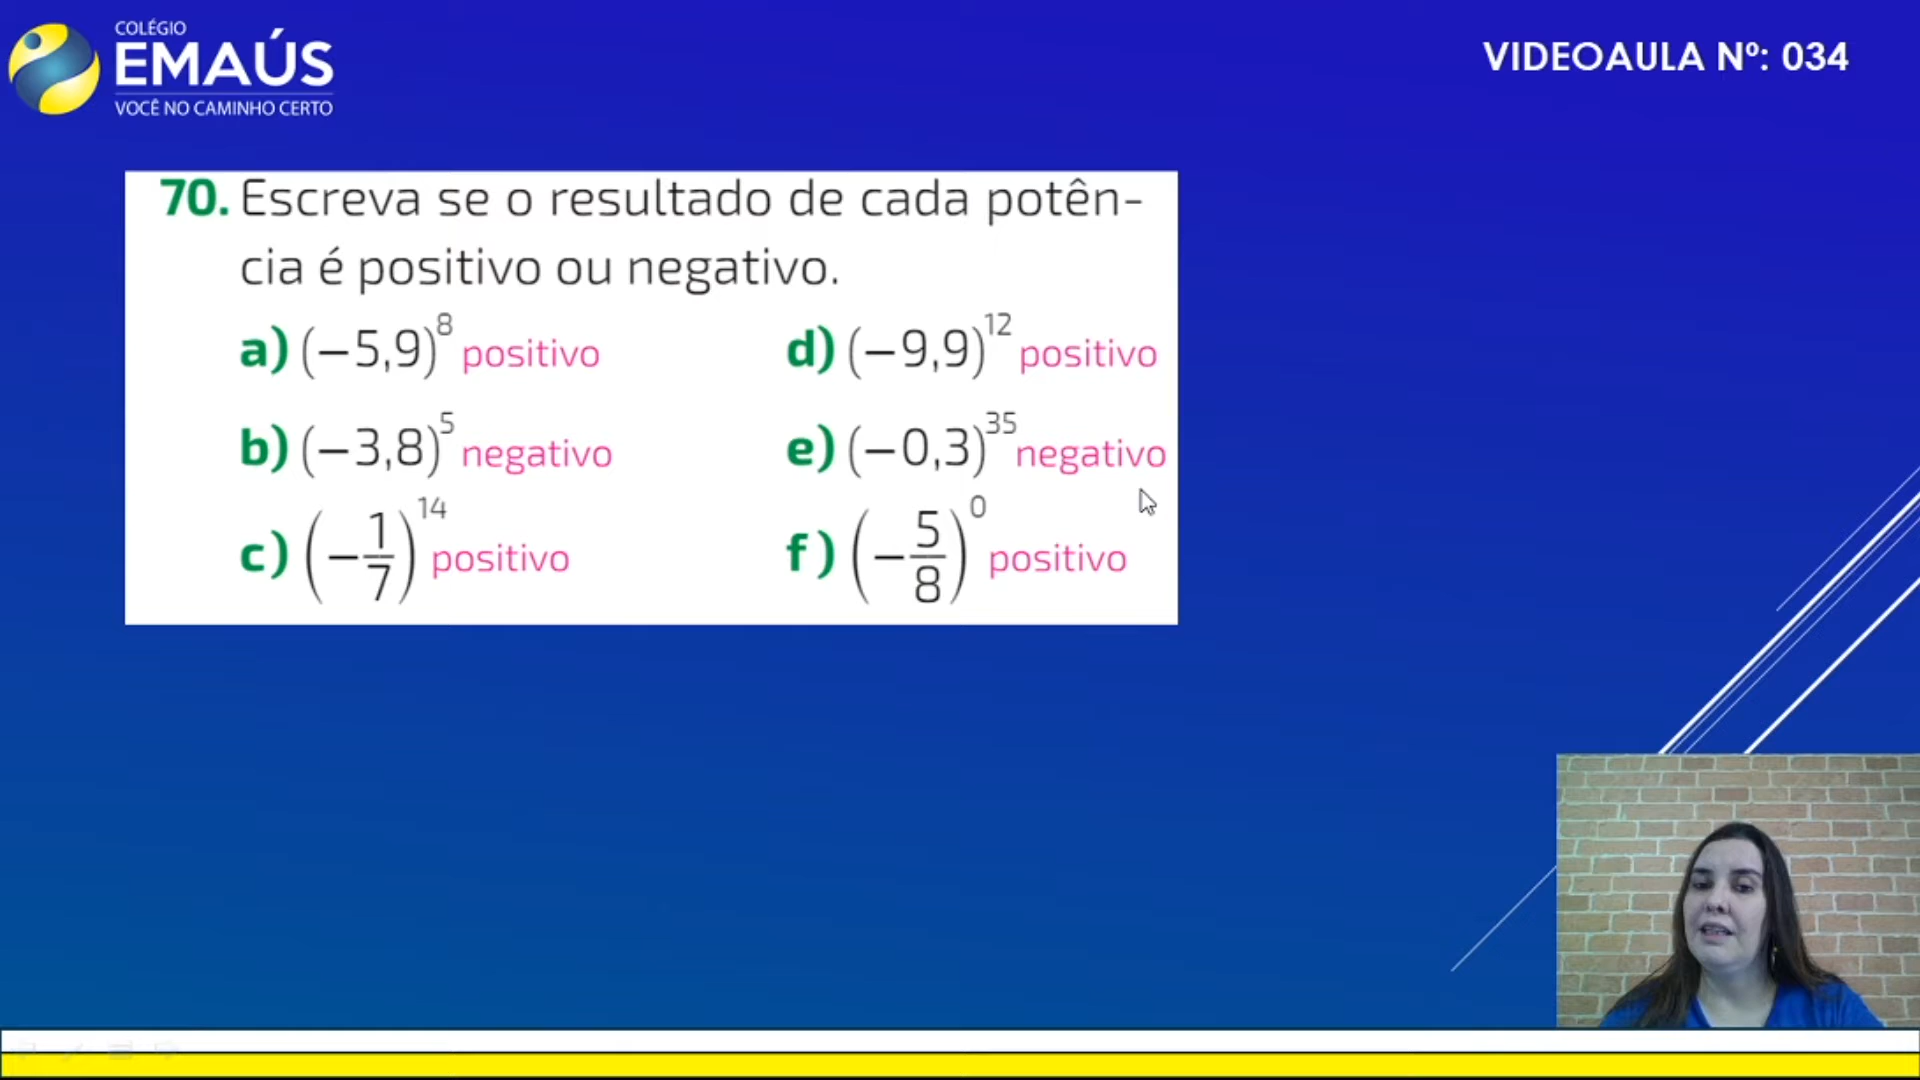 COLÉGIO
EMAÚS
VOCÊ NO CAMINHO CERTO
VIDEOAULA Nº: 034
70. Escreva se o resultado de cada potên-
cia é positivo ou negativo.
a) (−5,9)⁸ positivo
d) (−9,9)¹² positivo
b) (−3,8)⁵ negativo
e) (−0,3)³⁵ negativo
c) (−1/7)¹⁴ positivo
f) (−5/8)⁰ positivo